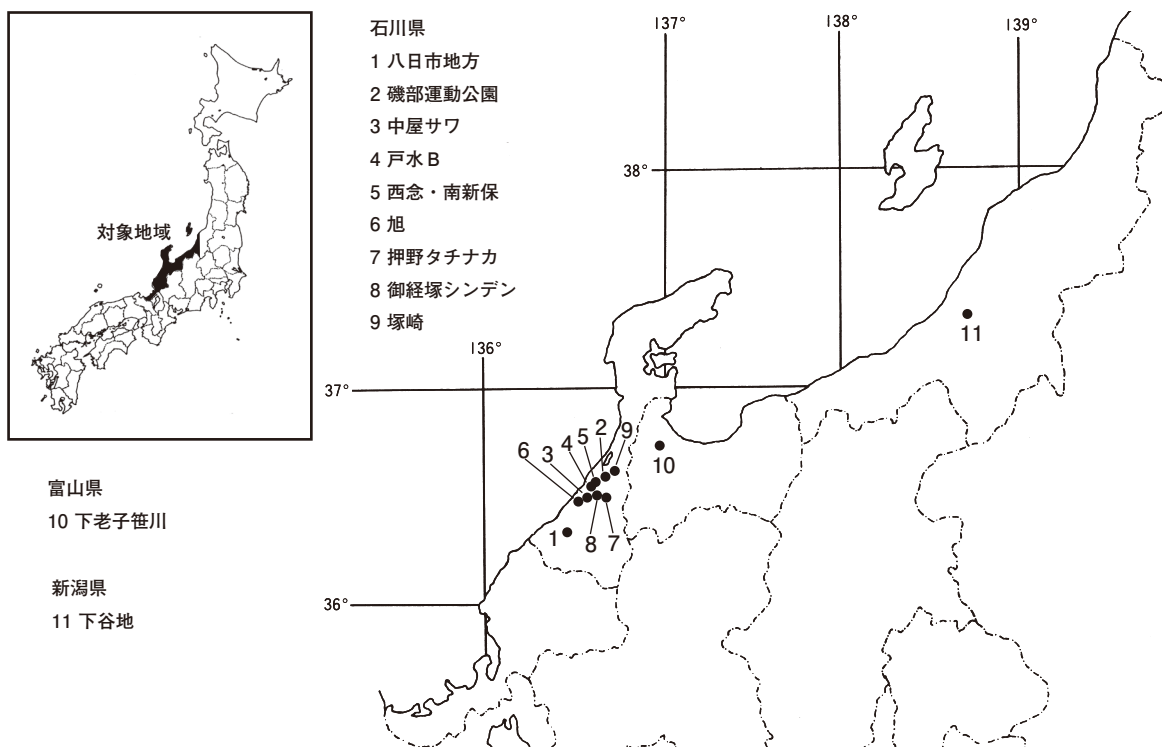 対象地域
石川県
1 八日市地方
2 磯部運動公園
3 中屋サワ
4 戸水B
5 西念・南新保
6 旭
7 押野タチナカ
8 御経塚シンデン
9 塚崎
富山県
10 下老子笹川
新潟県
11 下谷地
137°
138°
139°
38°
136°
37°
36°
11
10
6
3
4
5
2
9
1
8
7